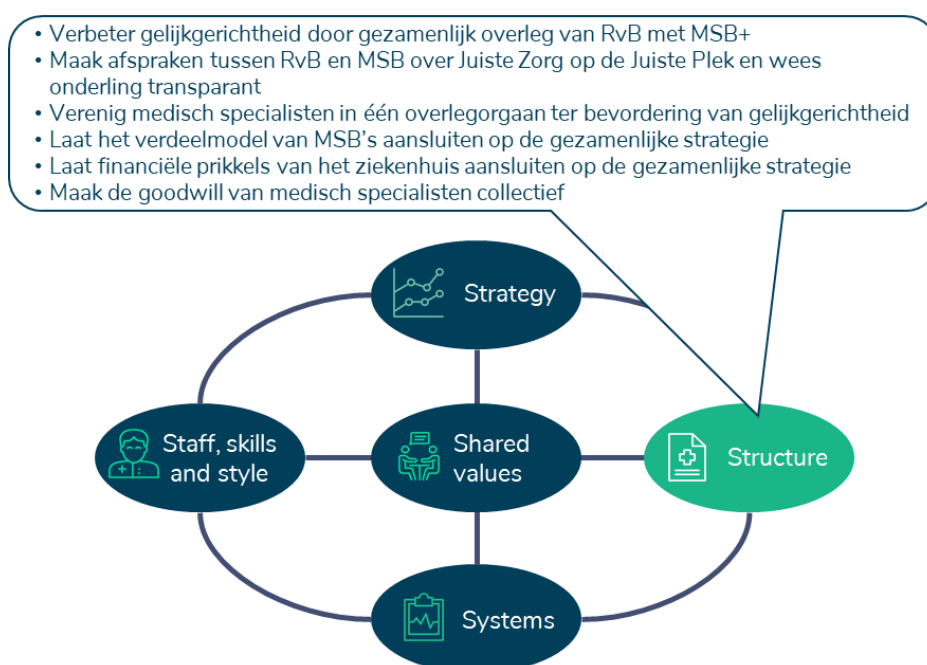 • Verbeter gelijkgerichtheid door gezamenlijk overleg van RvB met MSB+
• Maak afspraken tussen RvB en MSB over Juiste Zorg op de Juiste Plek en wees
onderling transparant
• Verenig medisch specialisten in één overlegorgaan ter bevordering van gelijkgerichtheid
• Laat het verdeelmodel van MSB's aansluiten op de gezamenlijke strategie
• Laat financiële prikkels van het ziekenhuis aansluiten op de gezamenlijke strategie
• Maak de goodwill van medisch specialisten collectief
Strategy
Staff, skills
and style
Shared
values
Structure
Systems